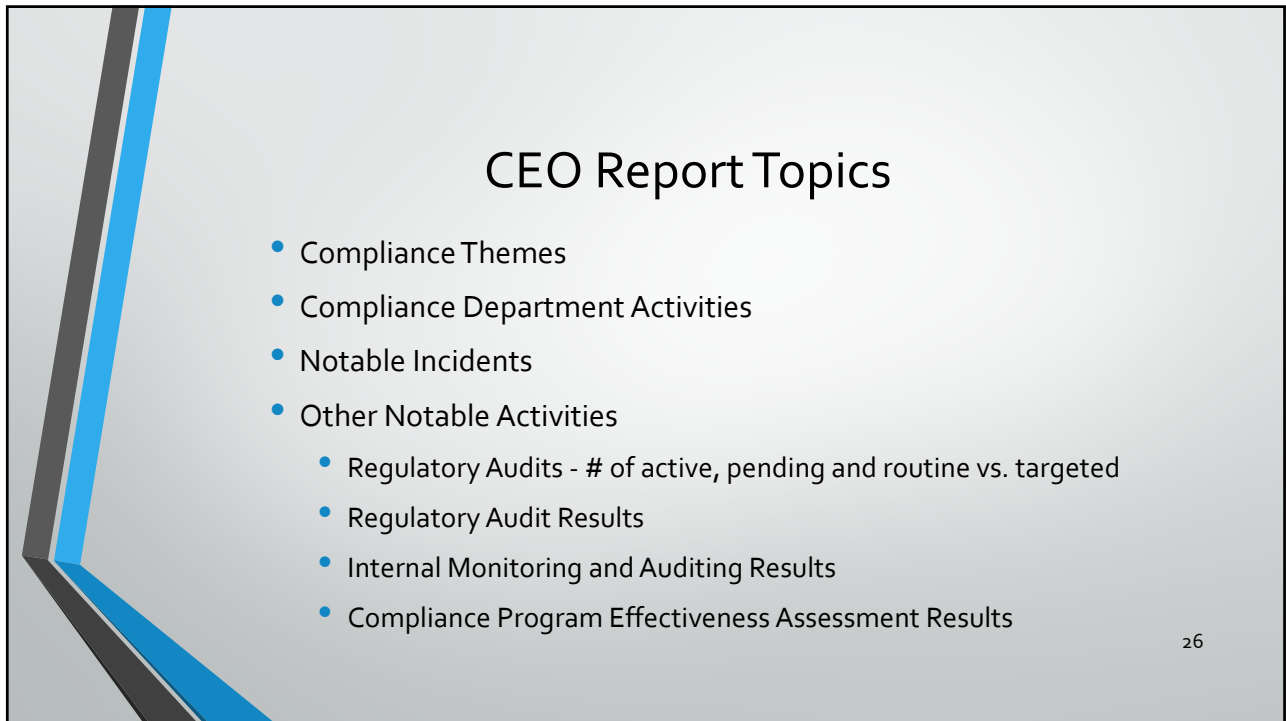 CEO Report Topics
• Compliance Themes
• Compliance Department Activities
• Notable Incidents
• Other Notable Activities
• Regulatory Audits - # of active, pending and routine vs. targeted
• Regulatory Audit Results
• Internal Monitoring and Auditing Results
• Compliance Program Effectiveness Assessment Results
26